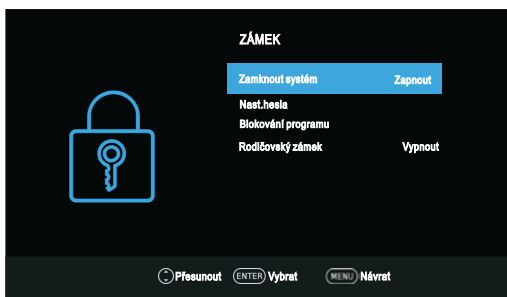 ZÁMEK
Zamknout systém Zapnout
Nast.hesla
Blokování programu
Rodičovský zámek Vypnout
Přesunout ENTER Vybrat MENU Návrat